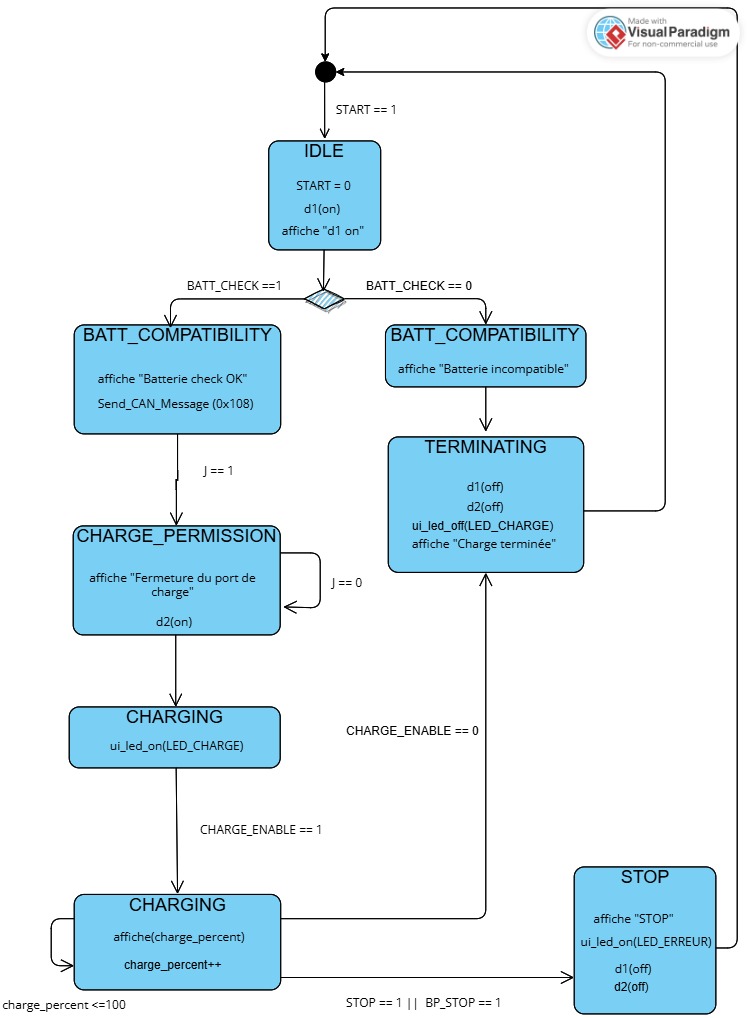 Made with
Visual Paradigm
For non-commercial use
START == 1
IDLE
START = 0
d1(on)
affiche "d1 on"
BATT_CHECK ==1
BATT_CHECK == 0
BATT_COMPATIBILITY
affiche "Batterie check OK"
Send_CAN_Message (0x108)
BATT_COMPATIBILITY
affiche "Batterie incompatible"
TERMINATING
d1(off)
d2(off)
ui_led_off(LED_CHARGE)
affiche "Charge terminée"
J == 1
CHARGE_PERMISSION
affiche "Fermeture du port de
charge"
d2(on)
J == 0
CHARGING
ui_led_on(LED_CHARGE)
CHARGE_ENABLE == 0
CHARGE_ENABLE == 1
CHARGING
affiche(charge_percent)
charge_percent++
charge_percent <=100
STOP == 1 || BP_STOP == 1
STOP
affiche "STOP"
ui_led_on(LED_ERREUR)
d1(off)
d2(off)